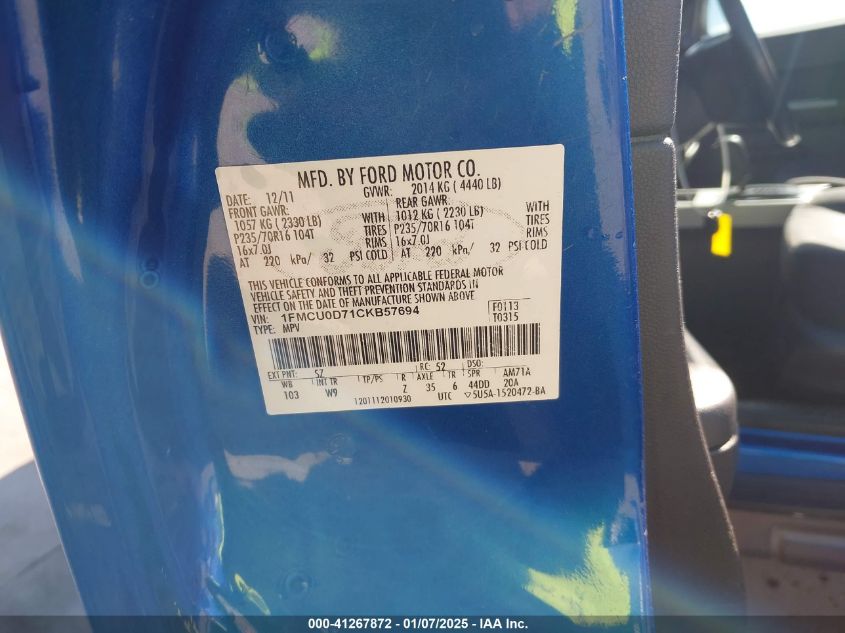 MFD. BY FORD MOTOR CO.
DATE: 12/11 GVWR: 2014 KG ( 4440 LB)
FRONT GAWR: REAR GAWR:
1057 KG ( 2330 LB) WITH 1012 KG ( 2230 LB) WITH
P235/70R16 104T TIRES P235/70R16 104T TIRES
16x7.0J RIMS 16x7.0J RIMS
AT 220 kPa/ 32 PSI COLD AT 220 kPa/ 32 PSI COLD
THIS VEHICLE CONFORMS TO ALL APPLICABLE FEDERAL MOTOR
VEHICLE SAFETY AND THEFT PREVENTION STANDARDS IN
EFFECT ON THE DATE OF MANUFACTURE SHOWN ABOVE
VIN: 1FMCU0D71CKB57694 F0113
TYPE: MPV T0315
EXT PNT: SZ RC: 52 DSO:
WB INT TR TP/PS R AXLE TR SPR AM71A
103 W9 Z 35 6 44DD 20A
1201112010930 UTC ▽5U5A-1520472-BA
000-41267872 - 01/07/2025 - IAA Inc.